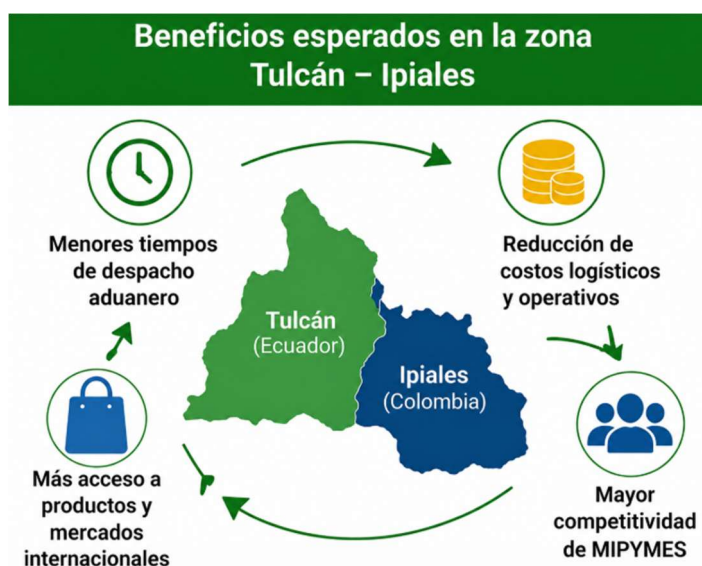 Beneficios esperados en la zona
Tulcán – Ipiales
Menores tiempos
de despacho
aduanero
Reducción de
costos logísticos
y operativos
Tulcán
(Ecuador)
Ipiales
(Colombia)
Más acceso a
productos y
mercados
internacionales
Mayor
competitividad
de MIPYMES